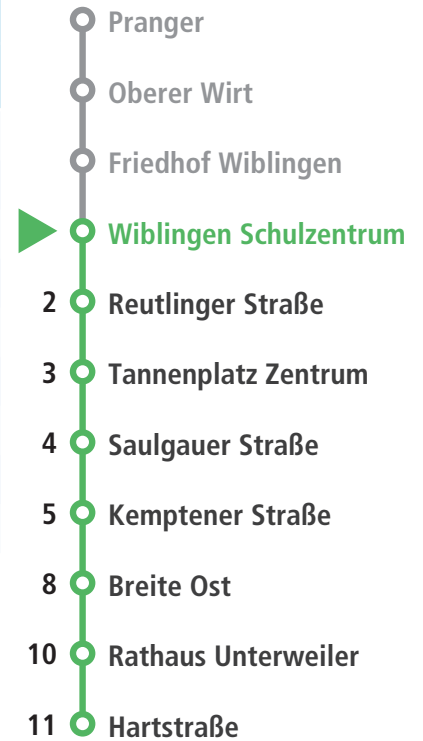 Pranger
Oberer Wirt
Friedhof Wiblingen
Wiblingen Schulzentrum
2 Reutlinger Straße
3 Tannenplatz Zentrum
4 Saulgauer Straße
5 Kemptener Straße
8 Breite Ost
10 Rathaus Unterweiler
11 Hartstraße